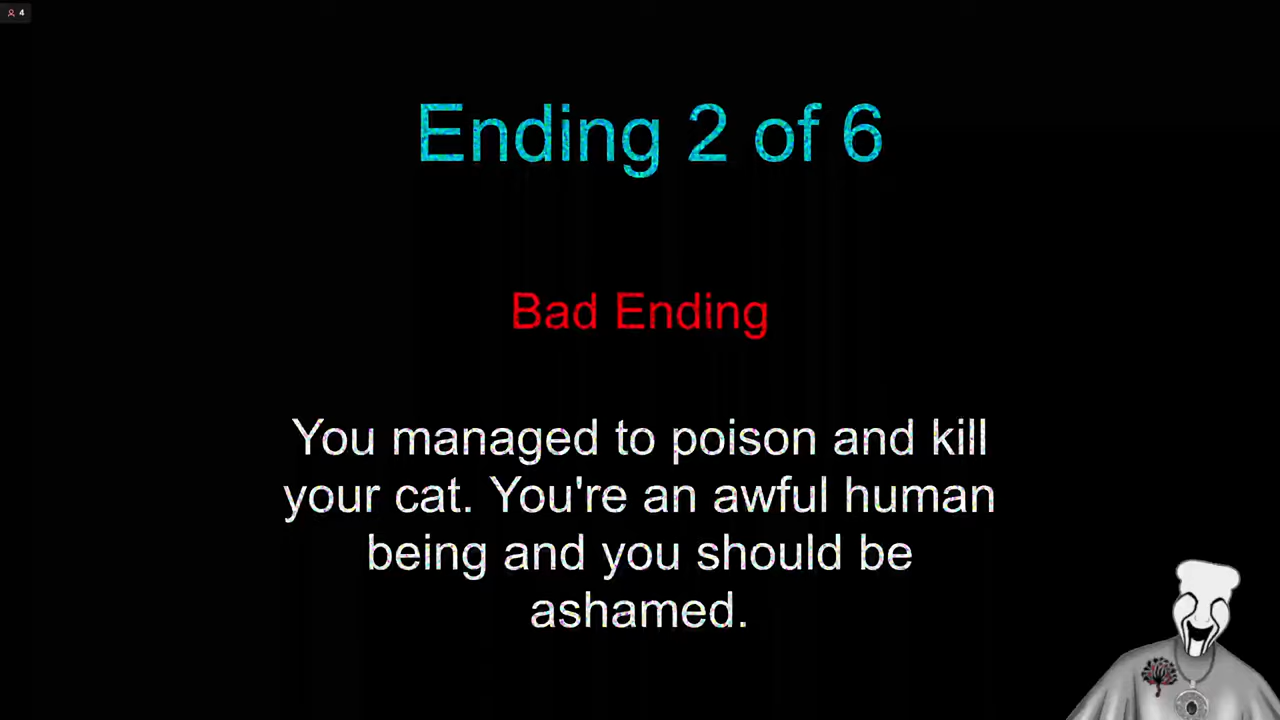 4
Ending 2 of 6
Bad Ending
You managed to poison and kill
your cat. You're an awful human
being and you should be
ashamed.